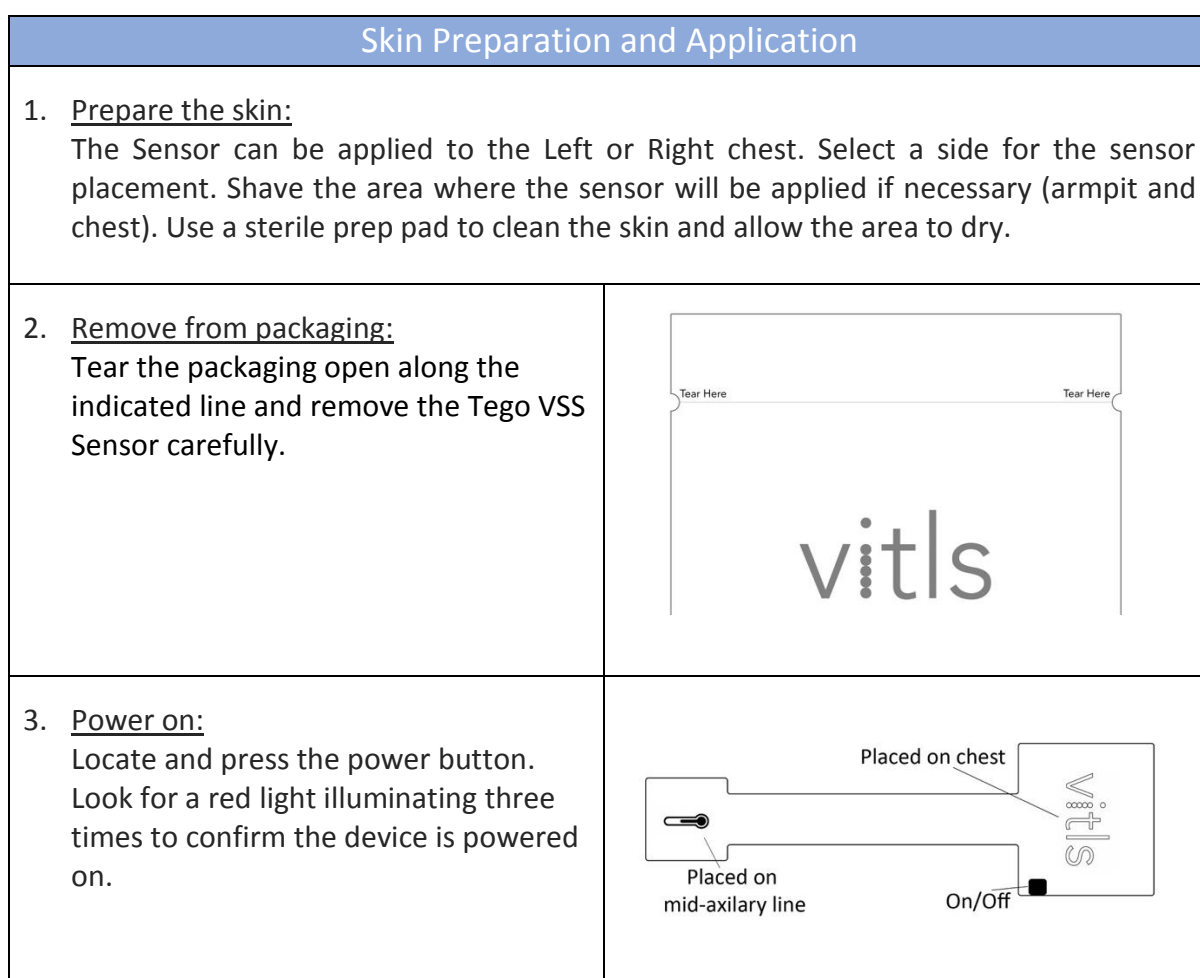 Skin Preparation and Application
1. Prepare the skin:
The Sensor can be applied to the Left or Right chest. Select a side for the sensor
placement. Shave the area where the sensor will be applied if necessary (armpit and
chest). Use a sterile prep pad to clean the skin and allow the area to dry.
2. Remove from packaging:
Tear the packaging open along the
indicated line and remove the Tego VSS
Sensor carefully.
Tear Here
Tear Here
vitls
3. Power on:
Locate and press the power button.
Look for a red light illuminating three
times to confirm the device is powered
on.
Placed on chest
vitls
Placed on
mid-axilary line
On/Off